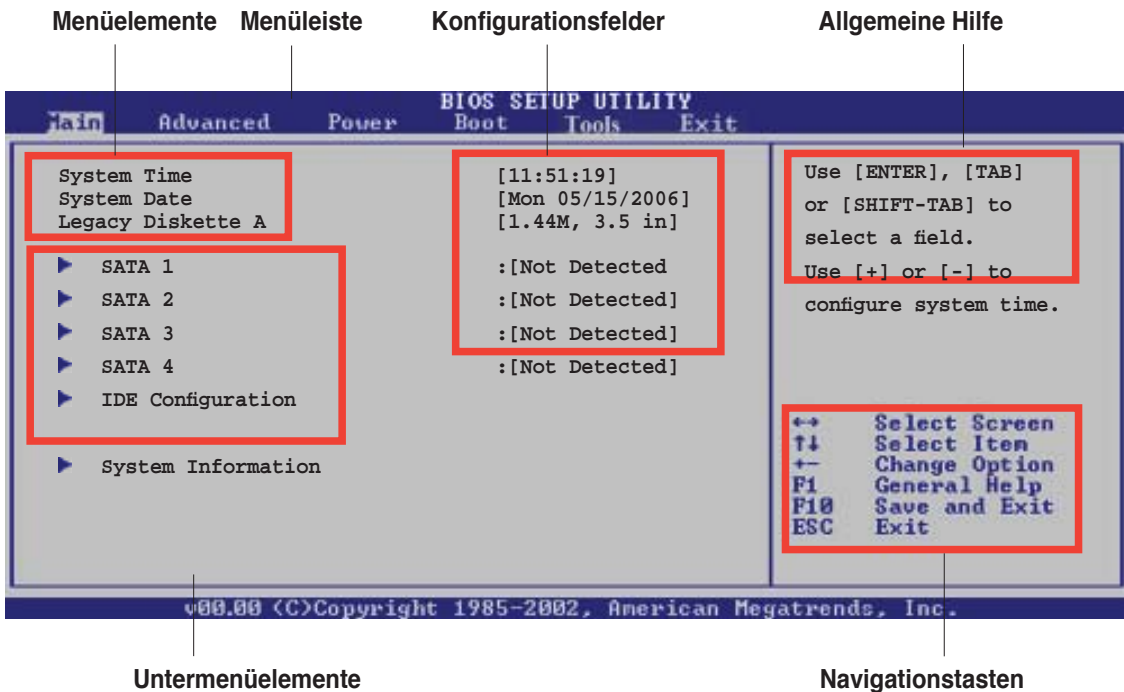 Menüelemente Menüleiste Konfigurationsfelder Allgemeine Hilfe
BIOS SETUP UTILITY
Main Advanced Power Boot Tools Exit
System Time [11:51:19]
System Date [Mon 05/15/2006]
Legacy Diskette A [1.44M, 3.5 in]
SATA 1 :[Not Detected
SATA 2 :[Not Detected]
SATA 3 :[Not Detected]
SATA 4 :[Not Detected]
IDE Configuration
System Information
Use [ENTER], [TAB]
or [SHIFT-TAB] to
select a field.
Use [+] or [-] to
configure system time.
↔ Select Screen
↑↓ Select Item
+- Change Option
F1 General Help
F10 Save and Exit
ESC Exit
v00.00 (C)Copyright 1985-2002, American Megatrends, Inc.
Untermenüelemente Navigationstasten